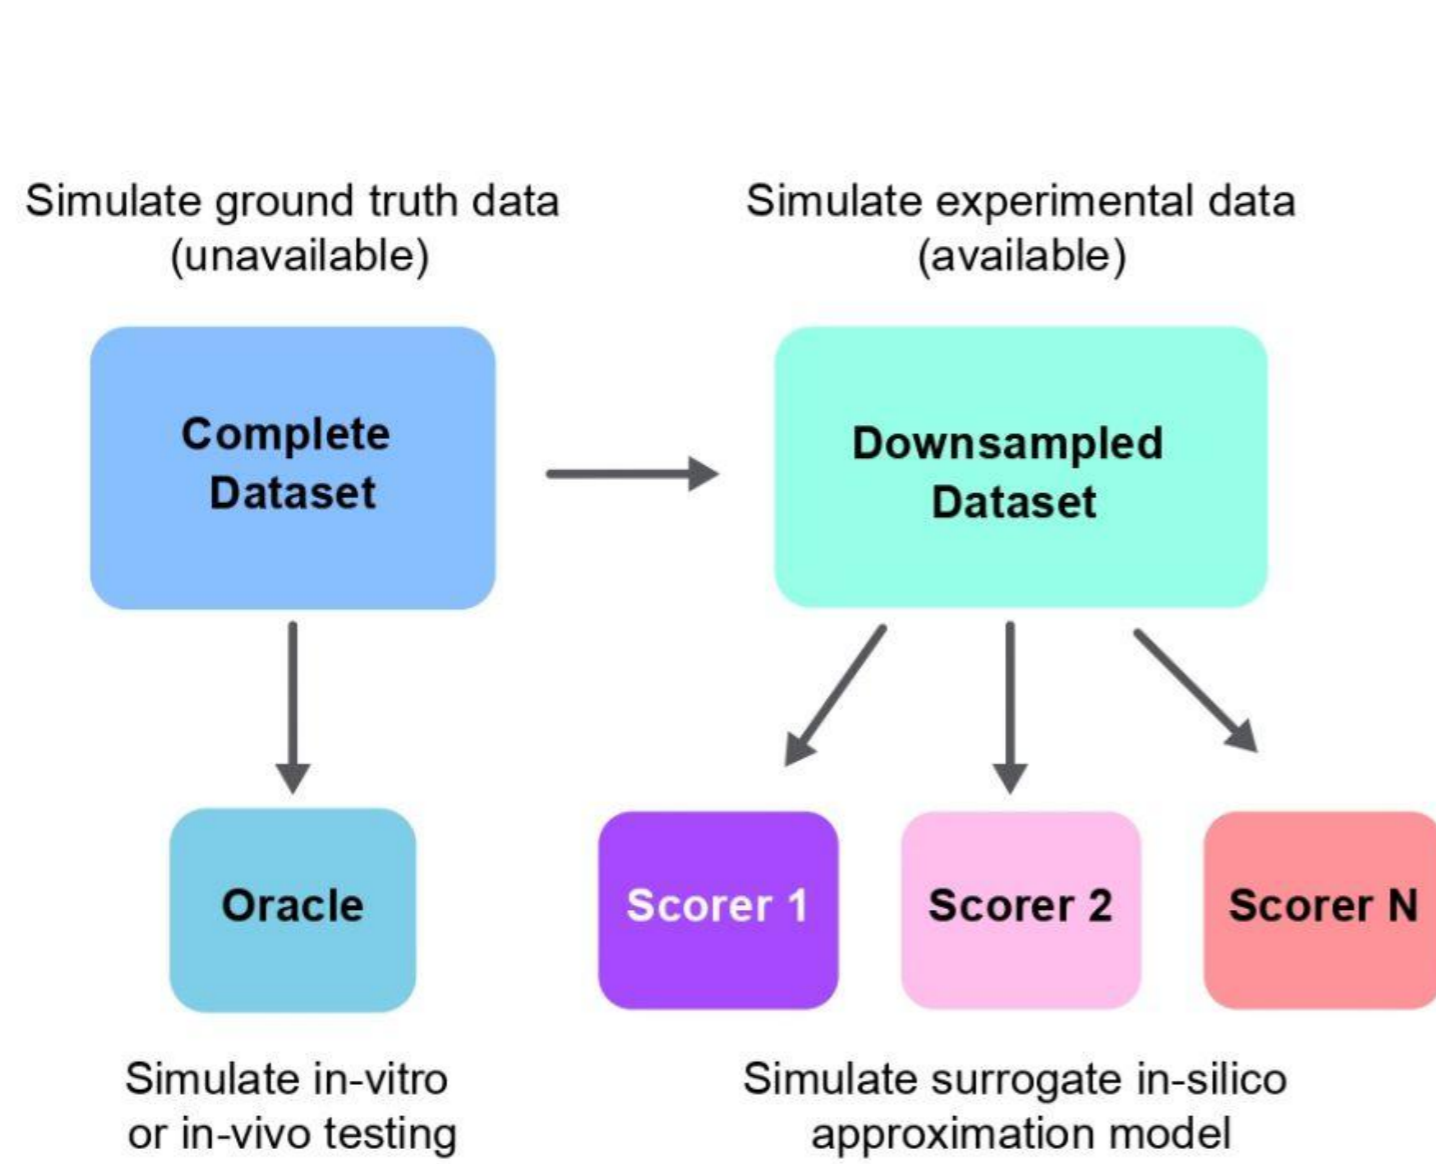 Simulate ground truth data
(unavailable)
Simulate experimental data
(available)
Complete
Dataset
Downsampled
Dataset
Oracle
Scorer 1
Scorer 2
Scorer N
Simulate in-vitro
or in-vivo testing
Simulate surrogate in-silico
approximation model